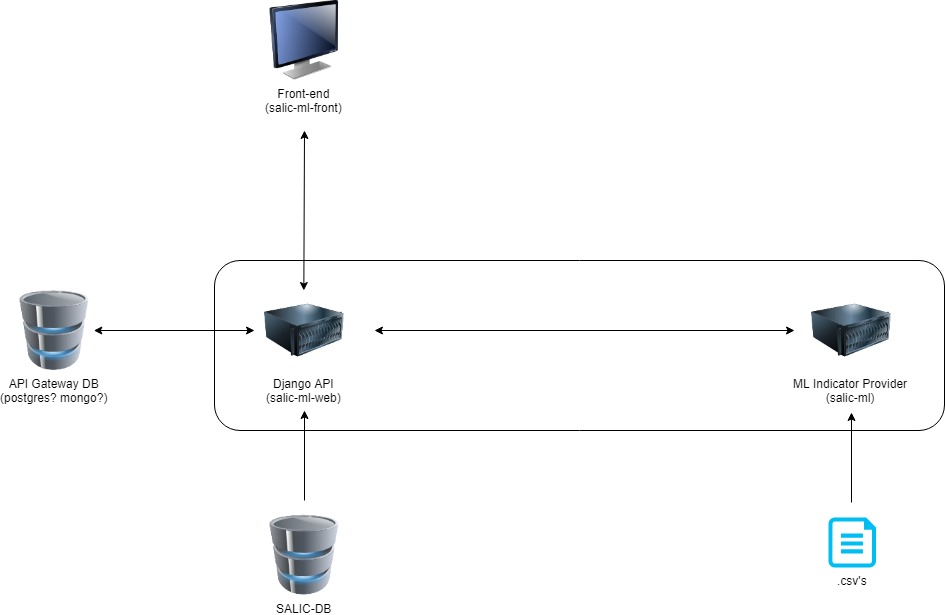 Front-end
(salic-ml-front)
API Gateway DB
(postgres? mongo?)
Django API
(salic-ml-web)
ML Indicator Provider
(salic-ml)
SALIC-DB
.csv's